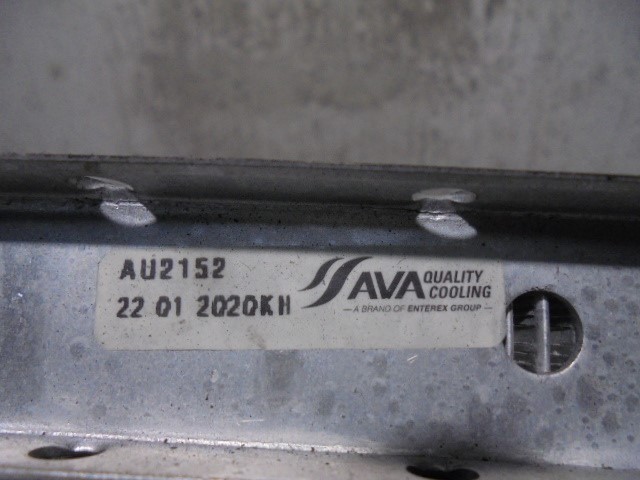 AU2152
22 01 2020KH
AVA QUALITY COOLING
— A BRAND OF ENTEREX GROUP —